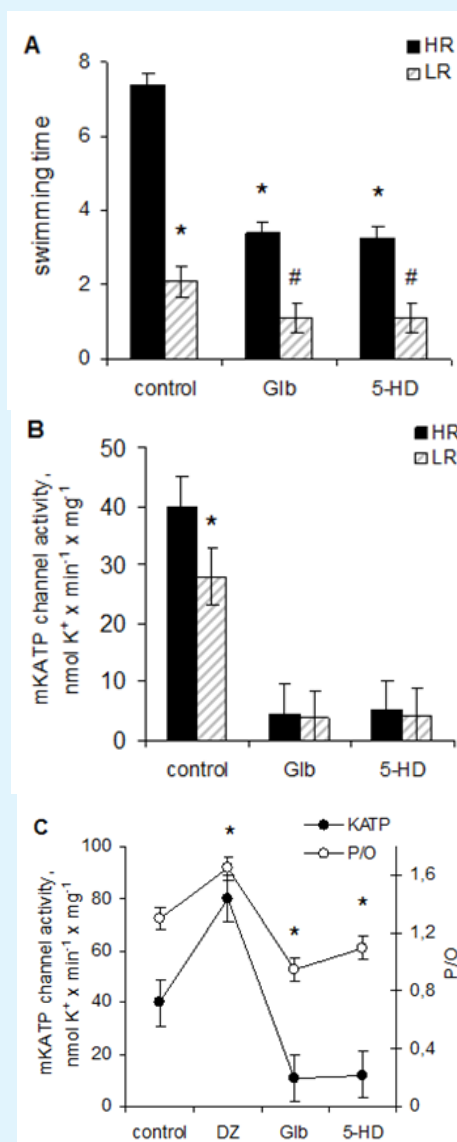 A
HR
LR
swimming time
8
6
4
2
0
*
*
*
#
#
control Glb 5-HD
B
HR
LR
mKATP channel activity,
nmol K⁺ x min⁻¹ x mg⁻¹
50
40
30
20
10
0
*
control Glb 5-HD
C
KATP
P/O
mKATP channel activity,
nmol K⁺ x min⁻¹ x mg⁻¹
100
80
60
40
20
0
*
*
*
1,6
1,2
0,8
0,4
0
P/O
control DZ Glb 5-HD